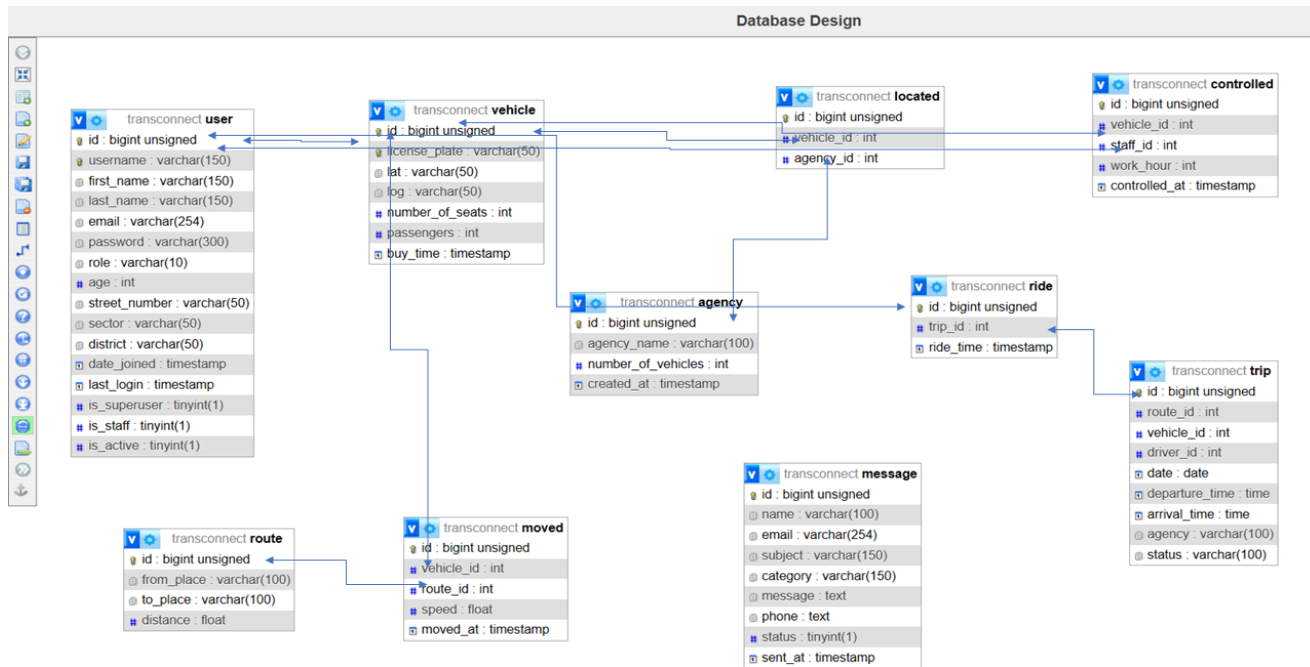 Database Design
transconnect user
id : bigint unsigned
username : varchar(150)
first_name : varchar(150)
last_name : varchar(150)
email : varchar(254)
password : varchar(300)
role : varchar(10)
age : int
street_number : varchar(50)
sector : varchar(50)
district : varchar(50)
date_joined : timestamp
last_login : timestamp
is_superuser : tinyint(1)
is_staff : tinyint(1)
is_active : tinyint(1)
transconnect vehicle
id : bigint unsigned
license_plate : varchar(50)
lat : varchar(50)
log : varchar(50)
number_of_seats : int
passengers : int
buy_time : timestamp
transconnect located
id : bigint unsigned
vehicle_id : int
agency_id : int
transconnect controlled
id : bigint unsigned
vehicle_id : int
staff_id : int
work_hour : int
controlled_at : timestamp
transconnect agency
id : bigint unsigned
agency_name : varchar(100)
number_of_vehicles : int
created_at : timestamp
transconnect ride
id : bigint unsigned
trip_id : int
ride_time : timestamp
transconnect trip
id : bigint unsigned
route_id : int
vehicle_id : int
driver_id : int
date : date
departure_time : time
arrival_time : time
agency : varchar(100)
status : varchar(100)
transconnect route
id : bigint unsigned
from_place : varchar(100)
to_place : varchar(100)
distance : float
transconnect moved
id : bigint unsigned
vehicle_id : int
route_id : int
speed : float
moved_at : timestamp
transconnect message
id : bigint unsigned
name : varchar(100)
email : varchar(254)
subject : varchar(150)
category : varchar(150)
message : text
phone : text
status : tinyint(1)
sent_at : timestamp